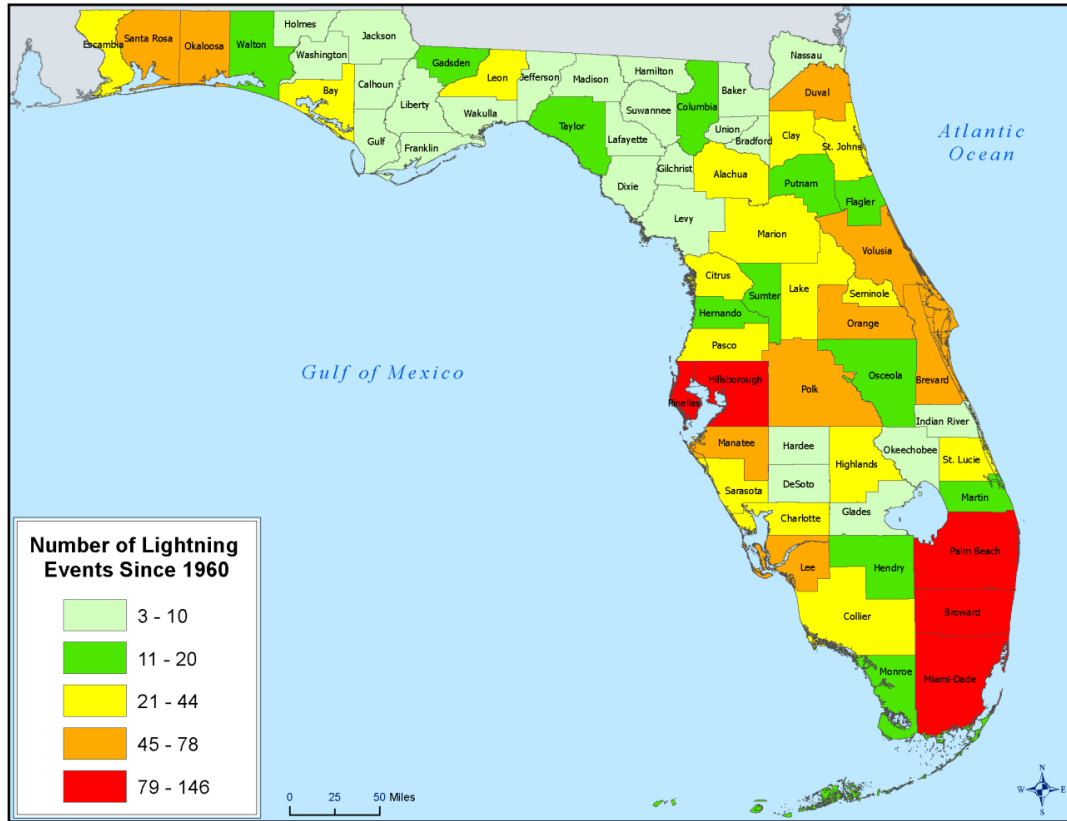 Holmes
Jackson
Escambia
Santa Rosa
Okaloosa
Walton
Washington
Gadsden
Leon
Jefferson
Madison
Hamilton
Nassau
Bay
Calhoun
Liberty
Wakulla
Gulf
Franklin
Taylor
Suwannee
Lafayette
Columbia
Baker
Duval
Union
Bradford
Clay
St. Johns
Dixie
Gilchrist
Alachua
Putnam
Flagler
Levy
Marion
Volusia
Citrus
Sumter
Lake
Seminole
Hernando
Orange
Pasco
Hillsborough
Pinellas
Polk
Osceola
Brevard
Indian River
Manatee
Hardee
Okeechobee
Highlands
St. Lucie
Sarasota
DeSoto
Martin
Charlotte
Glades
Lee
Hendry
Palm Beach
Collier
Broward
Monroe
Miami-Dade
Atlantic
Ocean
Gulf of Mexico
Number of Lightning
Events Since 1960
3 - 10
11 - 20
21 - 44
45 - 78
79 - 146
0 25 50 Miles
N
W E
S